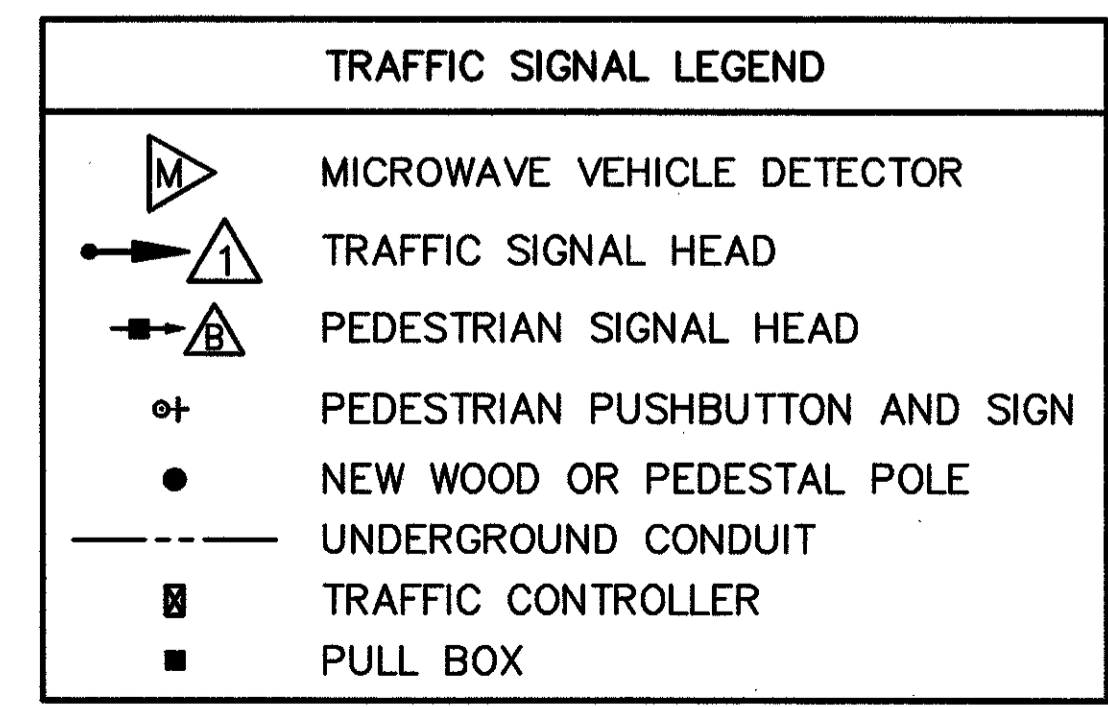 TRAFFIC SIGNAL LEGEND
M MICROWAVE VEHICLE DETECTOR
1 TRAFFIC SIGNAL HEAD
B PEDESTRIAN SIGNAL HEAD
PEDESTRIAN PUSHBUTTON AND SIGN
NEW WOOD OR PEDESTAL POLE
UNDERGROUND CONDUIT
TRAFFIC CONTROLLER
PULL BOX